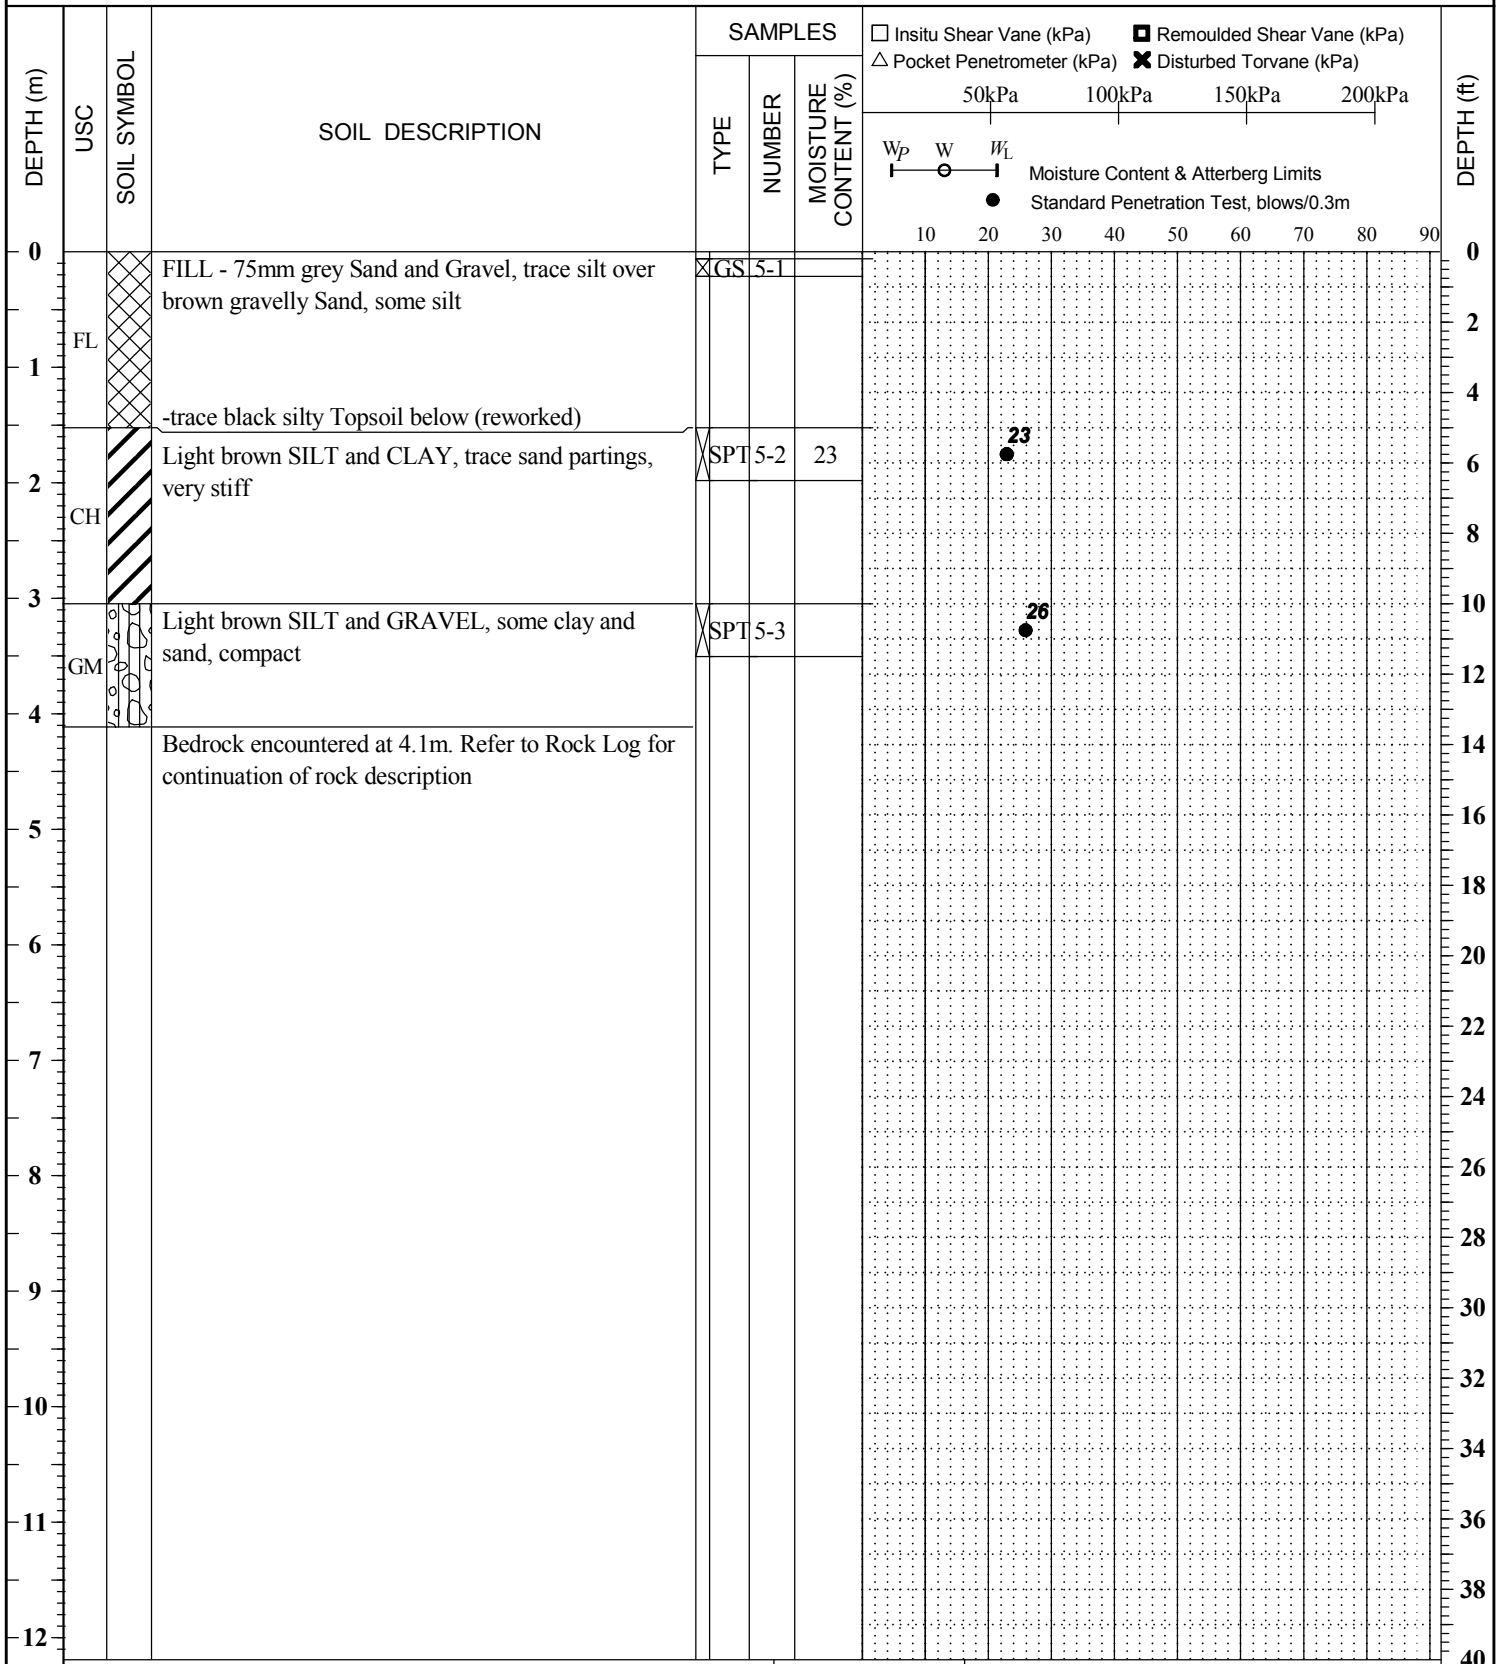 SAMPLES
Insitu Shear Vane (kPa) Remoulded Shear Vane (kPa)
Pocket Penetrometer (kPa) Disturbed Torvane (kPa)
DEPTH (m)
USC
SOIL SYMBOL
SOIL DESCRIPTION
TYPE
NUMBER
MOISTURE
CONTENT (%)
50kPa 100kPa 150kPa 200kPa
WP W WL
Moisture Content & Atterberg Limits
Standard Penetration Test, blows/0.3m
10 20 30 40 50 60 70 80 90
DEPTH (ft)
0 0
FILL - 75mm grey Sand and Gravel, trace silt over GS 5-1
brown gravelly Sand, some silt
2
FL
1
4
-trace black silty Topsoil below (reworked)
23
Light brown SILT and CLAY, trace sand partings, SPT 5-2 23
6
2
very stiff
CH
8
3
10
26
Light brown SILT and GRAVEL, some clay and SPT 5-3
sand, compact
GM
12
4
Bedrock encountered at 4.1m. Refer to Rock Log for 14
continuation of rock description
16
5
18
6
20
22
7
24
26
8
28
9
30
32
10
34
11
36
38
12
40